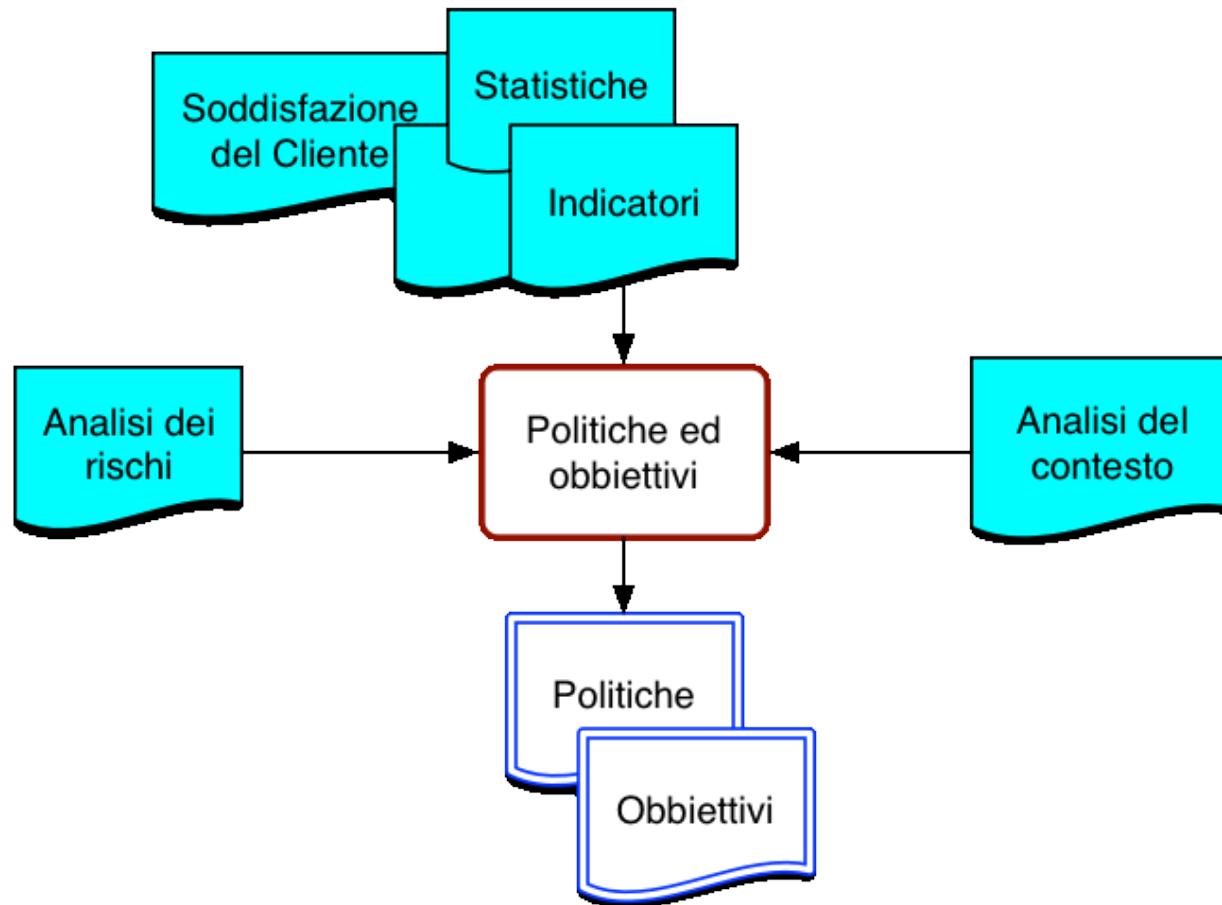 Soddisfazione
del Cliente
Statistiche
Indicatori
Analisi dei
rischi
Politiche ed
obbiettivi
Analisi del
contesto
Politiche
Obbiettivi